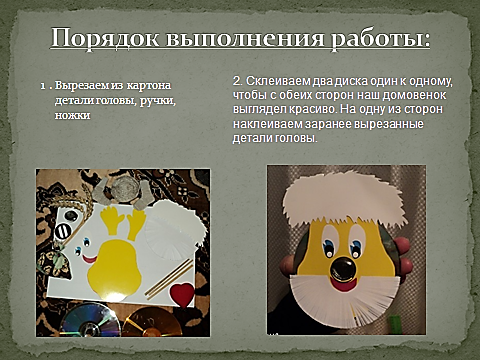 Порядок выполнения работы:
1 . Вырезаем из картона
детали головы, ручки,
ножки
2. Склеиваем два диска один к одному,
чтобы с обеих сторон наш домовенок
выглядел красиво. На одну из сторон
наклеиваем заранее вырезанные
детали головы.